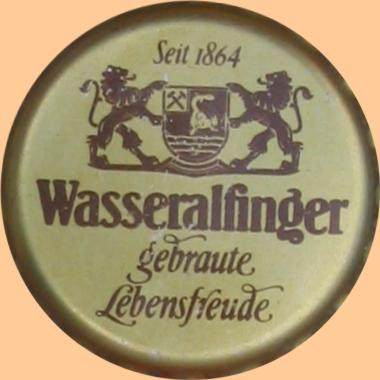 Seit 1864
Wasseralfinger
gebraute
Lebensfreude